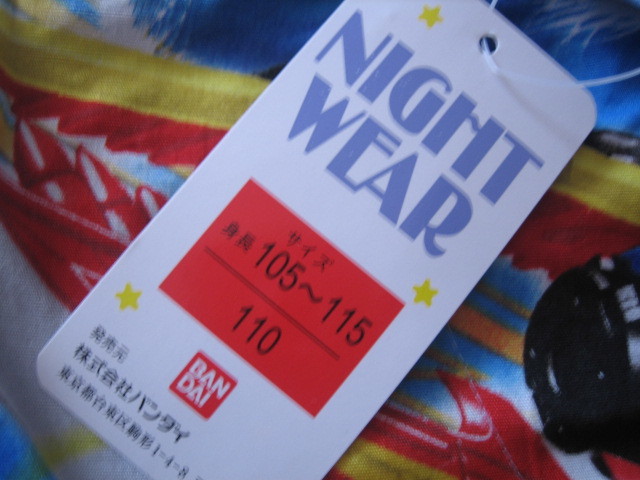 NIGHT
WEAR
サイズ
身長 105～115
110
BAN
DAI
発売元
株式会社バンダイ
東京都台東区駒形1-4-8